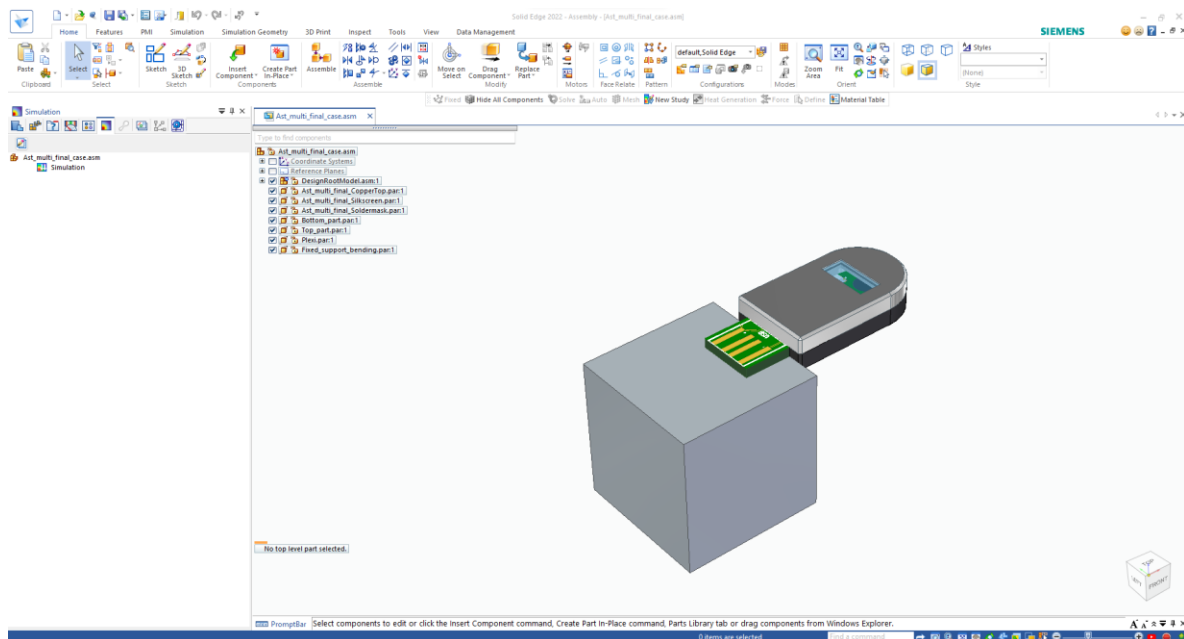 Solid Edge 2022 - Assembly - [Ast_multi_final_case.asm]
Home Features PMI Simulation Simulation Geometry 3D Print Inspect Tools View Data Management
SIEMENS
Paste
Select
Sketch
3D Sketch
Insert Component
Create Part In-Place
Assemble
Move on Select
Drag Component
Replace Part
default,Solid Edge
Zoom Area
Fit
Styles
(None)
Clipboard Select Sketch Components Assemble Modify Motors Face Relate Pattern Configurations Modes Orient Style
Fixed Hide All Components Solve Auto Mesh New Study Heat Generation Force Define Material Table
Simulation
Ast_multi_final_case.asm
Ast_multi_final_case.asm
Simulation
Type to find components
Ast_multi_final_case.asm
Coordinate Systems
Reference Planes
DesignRootModel.asm:1
Ast_multi_final_CopperTop.par:1
Ast_multi_final_Silkscreen.par:1
Ast_multi_final_Soldermask.par:1
Bottom_part.par:1
Top_part.par:1
Plexi.par:1
Fixed_support_bending.par:1
USB
No top level part selected.
TOP
FRONT
PromptBar Select components to edit or click the Insert Component command, Create Part In-Place command, Parts Library tab or drag components from Windows Explorer.
0 items are selected
Find a command